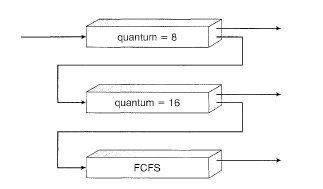 quantum = 8
quantum = 16
FCFS